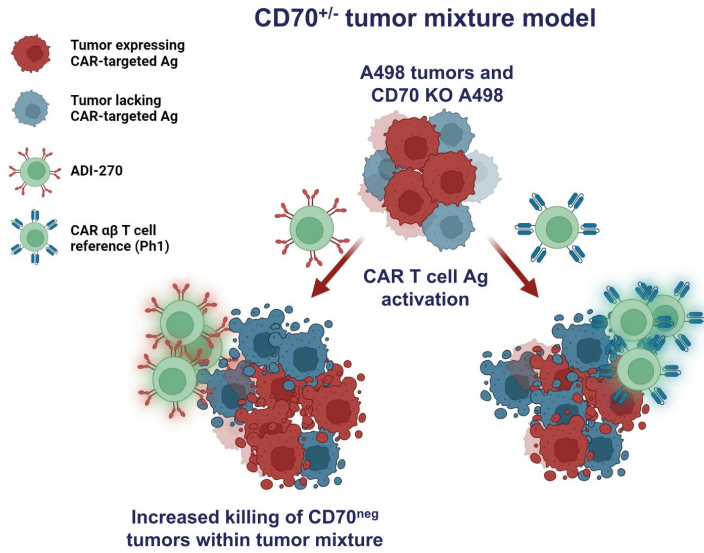 CD70+/- tumor mixture model
Tumor expressing
CAR-targeted Ag
Tumor lacking
CAR-targeted Ag
ADI-270
CAR αβ T cell
reference (Ph1)
A498 tumors and
CD70 KO A498
CAR T cell Ag
activation
Increased killing of CD70neg
tumors within tumor mixture